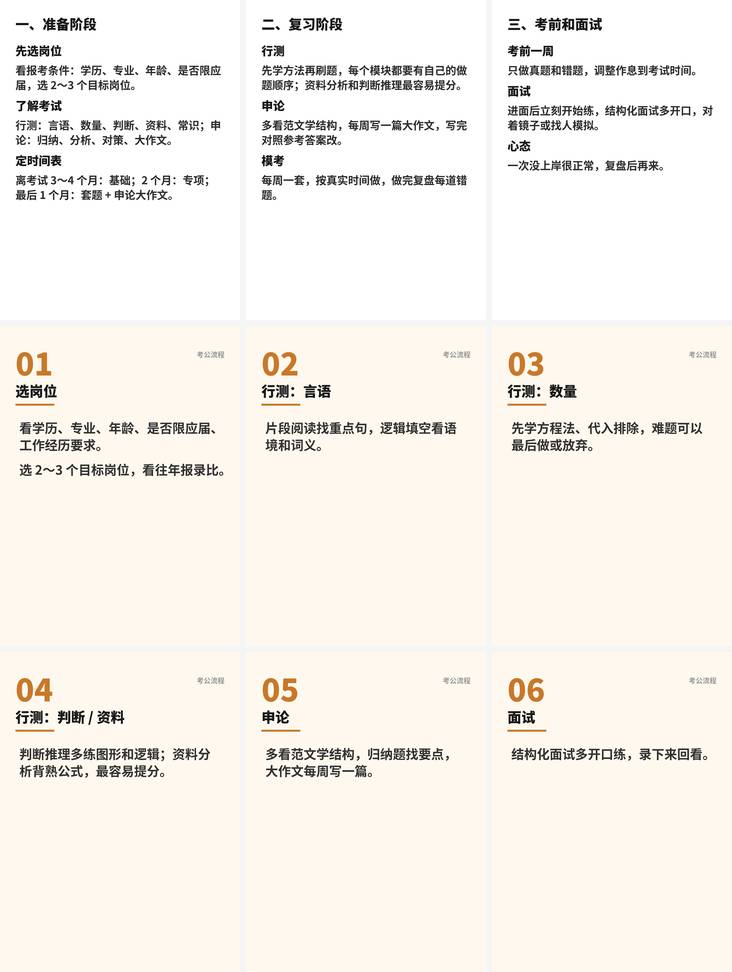 一、准备阶段
先选岗位
看报考条件：学历、专业、年龄、是否限应
届，选 2～3 个目标岗位。
了解考试
行测：言语、数量、判断、资料、常识；申
论：归纳、分析、对策、大作文。
定时间表
离考试 3～4 个月：基础；2 个月：专项；
最后 1 个月：套题 + 申论大作文。
二、复习阶段
行测
先学方法再刷题，每个模块都要有自己的做
题顺序；资料分析和判断推理最容易提分。
申论
多看范文学结构，每周写一篇大作文，写完
对照参考答案改。
模考
每周一套，按真实时间做，做完复盘每道错
题。
三、考前和面试
考前一周
只做真题和错题，调整作息到考试时间。
面试
进面后立刻开始练，结构化面试多开口，对
着镜子或找人模拟。
心态
一次没上岸很正常，复盘后再来。
考公流程
01
选岗位
看学历、专业、年龄、是否限应届、
工作经历要求。
选 2～3 个目标岗位，看往年报录比。
考公流程
02
行测：言语
片段阅读找重点句，逻辑填空看语
境和词义。
考公流程
03
行测：数量
先学方程法、代入排除，难题可以
最后做或放弃。
考公流程
04
行测：判断 / 资料
判断推理多练图形和逻辑；资料分
析背熟公式，最容易提分。
考公流程
05
申论
多看范文学结构，归纳题找要点，
大作文每周写一篇。
考公流程
06
面试
结构化面试多开口练，录下来回看。